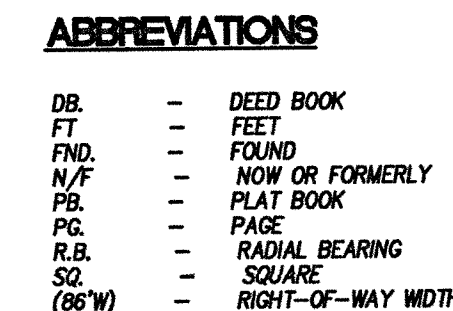 ABBREVIATIONS
DB. - DEED BOOK
FT - FEET
FND. - FOUND
N/F - NOW OR FORMERLY
PB. - PLAT BOOK
PG. - PAGE
R.B. - RADIAL BEARING
SQ. - SQUARE
(86'W) - RIGHT-OF-WAY WIDTH